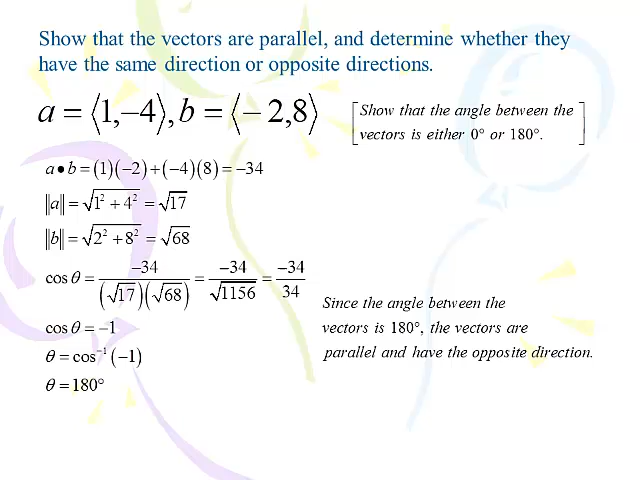 Show that the vectors are parallel, and determine whether they
have the same direction or opposite directions.
a = ⟨1,−4⟩, b = ⟨−2,8⟩
[Show that the angle between the
vectors is either 0° or 180°.]
a • b = (1)(−2) + (−4)(8) = −34
‖a‖ = √(1² + 4²) = √17
‖b‖ = √(2² + 8²) = √68
cos θ = −34 / (√17)(√68) = −34 / √1156 = −34 / 34
cos θ = −1
θ = cos⁻¹(−1)
θ = 180°
Since the angle between the
vectors is 180°, the vectors are
parallel and have the opposite direction.